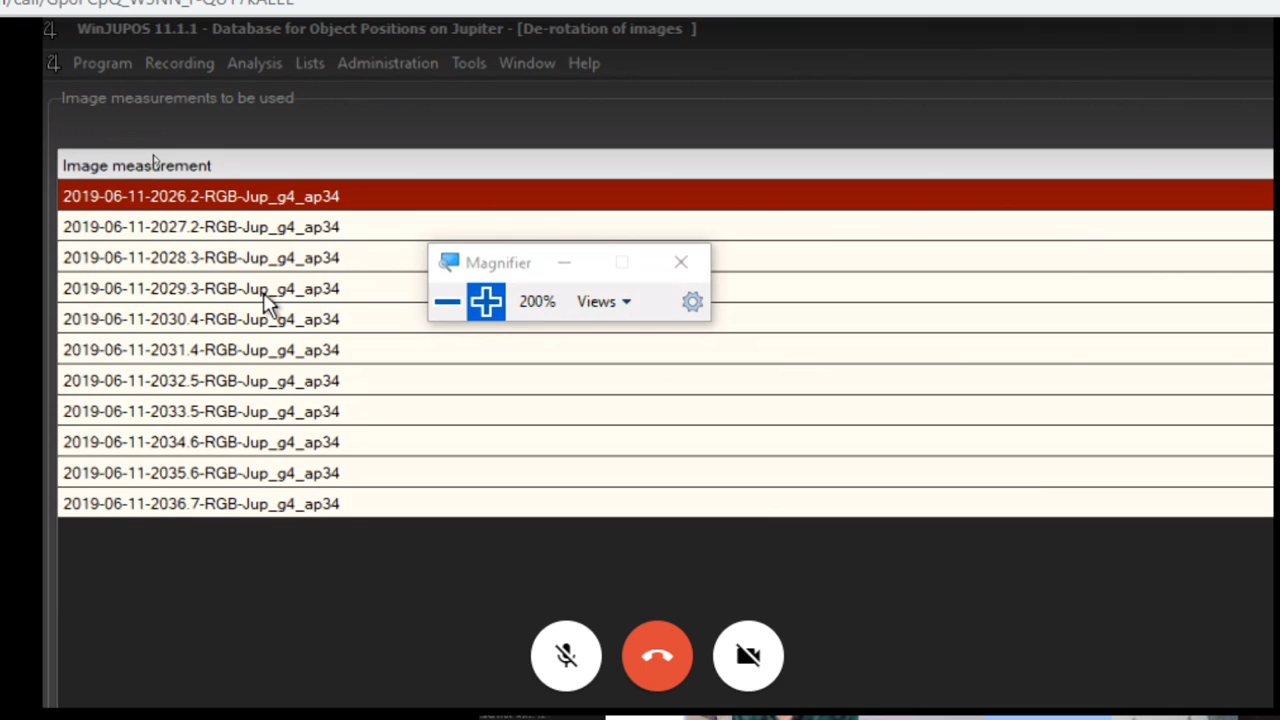 WinJUPOS 11.1.1 - Database for Object Positions on Jupiter - [De-rotation of images ]
Program Recording Analysis Lists Administration Tools Window Help
Image measurements to be used
Image measurement
2019-06-11-2026.2-RGB-Jup_g4_ap34
2019-06-11-2027.2-RGB-Jup_g4_ap34
2019-06-11-2028.3-RGB-Jup_g4_ap34
Magnifier
2019-06-11-2029.3-RGB-Jup_g4_ap34
200% Views
2019-06-11-2030.4-RGB-Jup_g4_ap34
2019-06-11-2031.4-RGB-Jup_g4_ap34
2019-06-11-2032.5-RGB-Jup_g4_ap34
2019-06-11-2033.5-RGB-Jup_g4_ap34
2019-06-11-2034.6-RGB-Jup_g4_ap34
2019-06-11-2035.6-RGB-Jup_g4_ap34
2019-06-11-2036.7-RGB-Jup_g4_ap34